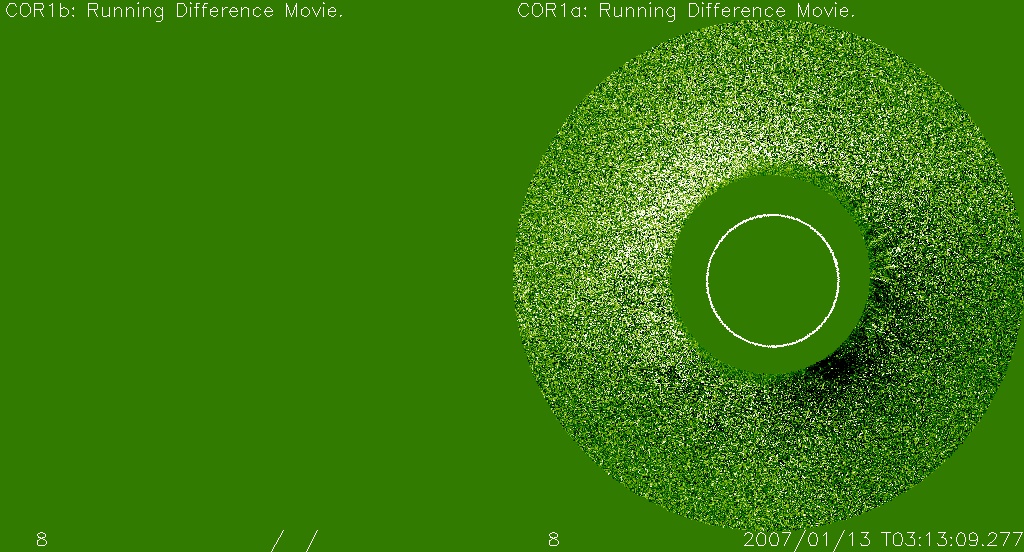 COR1b: Running Difference Movie.
COR1a: Running Difference Movie.
8 / /
8 2007/01/13 T03:13:09.277